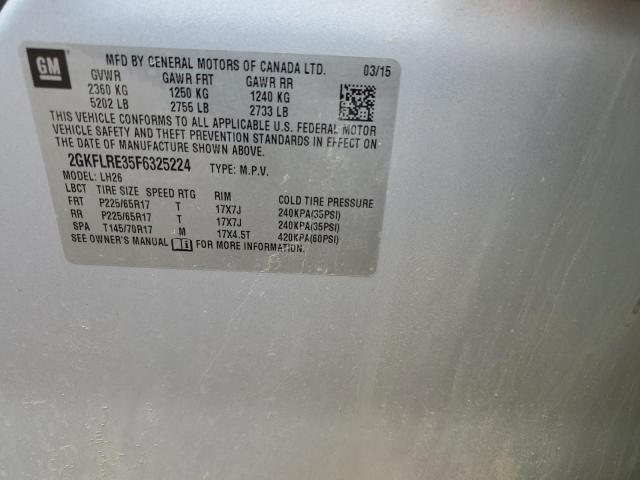 GM
MFD BY GENERAL MOTORS OF CANADA LTD. 03/15
GVWR GAWR FRT GAWR RR
2360 KG 1250 KG 1240 KG
5202 LB 2755 LB 2733 LB
THIS VEHICLE CONFORMS TO ALL APPLICABLE U.S. FEDERAL MOTOR
VEHICLE SAFETY AND THEFT PREVENTION STANDARDS IN EFFECT ON
THE DATE OF MANUFACTURE SHOWN ABOVE.
2GKFLRE35F6325224 TYPE: M.P.V.
MODEL: LH26
LBCT TIRE SIZE SPEED RTG RIM COLD TIRE PRESSURE
FRT P225/65R17 T 17X7J 240KPA(35PSI)
RR P225/65R17 T 17X7J 240KPA(35PSI)
SPA T145/70R17 M 17X4.5T 420KPA(60PSI)
SEE OWNER'S MANUAL FOR MORE INFORMATION.